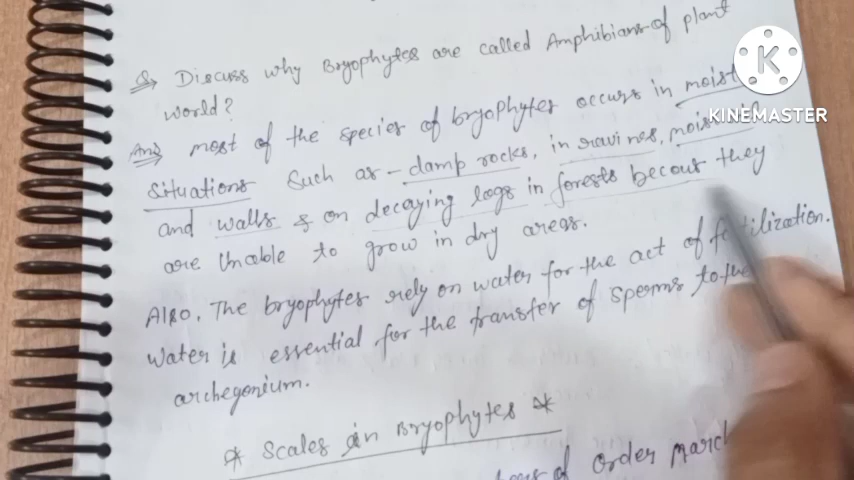 Q⇒ Discuss why Bryophytes are called Amphibians of plant
world?
Ans⇒ most of the species of bryophytes occurs in moist
situations such as - damp rocks, in ravines,
and walls & on decaying logs in forests becous they
are unable to grow in dry areas.
Also, The bryophytes rely on water for the act of fertilization.
water is essential for the transfer of sperms to the
archegonium.
* Scales in Bryophytes *
of order March
K
KINEMASTER